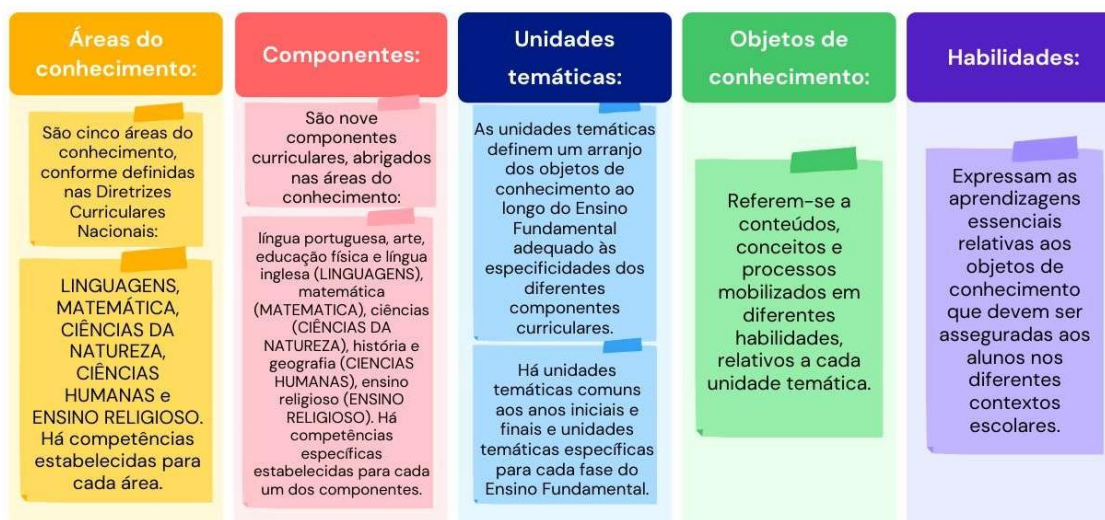 Áreas do
conhecimento:
São cinco áreas do
conhecimento,
conforme definidas
nas Diretrizes
Curriculares
Nacionais:
LINGUAGENS,
MATEMÁTICA,
CIÊNCIAS DA
NATUREZA,
CIÊNCIAS
HUMANAS e
ENSINO RELIGIOSO.
Há competências
estabelecidas para
cada área.
Componentes:
São nove
componentes
curriculares, abrigados
nas áreas do
conhecimento:
língua portuguesa, arte,
educação física e língua
inglesa (LINGUAGENS),
matemática
(MATEMATICA), ciências
(CIÊNCIAS DA
NATUREZA), história e
geografia (CIENCIAS
HUMANAS), ensino
religioso (ENSINO
RELIGIOSO). Há
competências
específicas
estabelecidas para cada
um dos componentes.
Unidades
temáticas:
As unidades temáticas
definem um arranjo
dos objetos de
conhecimento ao
longo do Ensino
Fundamental
adequado às
especificidades dos
diferentes
componentes
curriculares.
Há unidades
temáticas comuns
aos anos iniciais e
finais e unidades
temáticas específicas
para cada fase do
Ensino Fundamental.
Objetos de
conhecimento:
Referem-se a
conteúdos,
conceitos e
processos
mobilizados em
diferentes
habilidades,
relativos a cada
unidade temática.
Habilidades:
Expressam as
aprendizagens
essenciais
relativas aos
objetos de
conhecimento
que devem ser
asseguradas aos
alunos nos
diferentes
contextos
escolares.